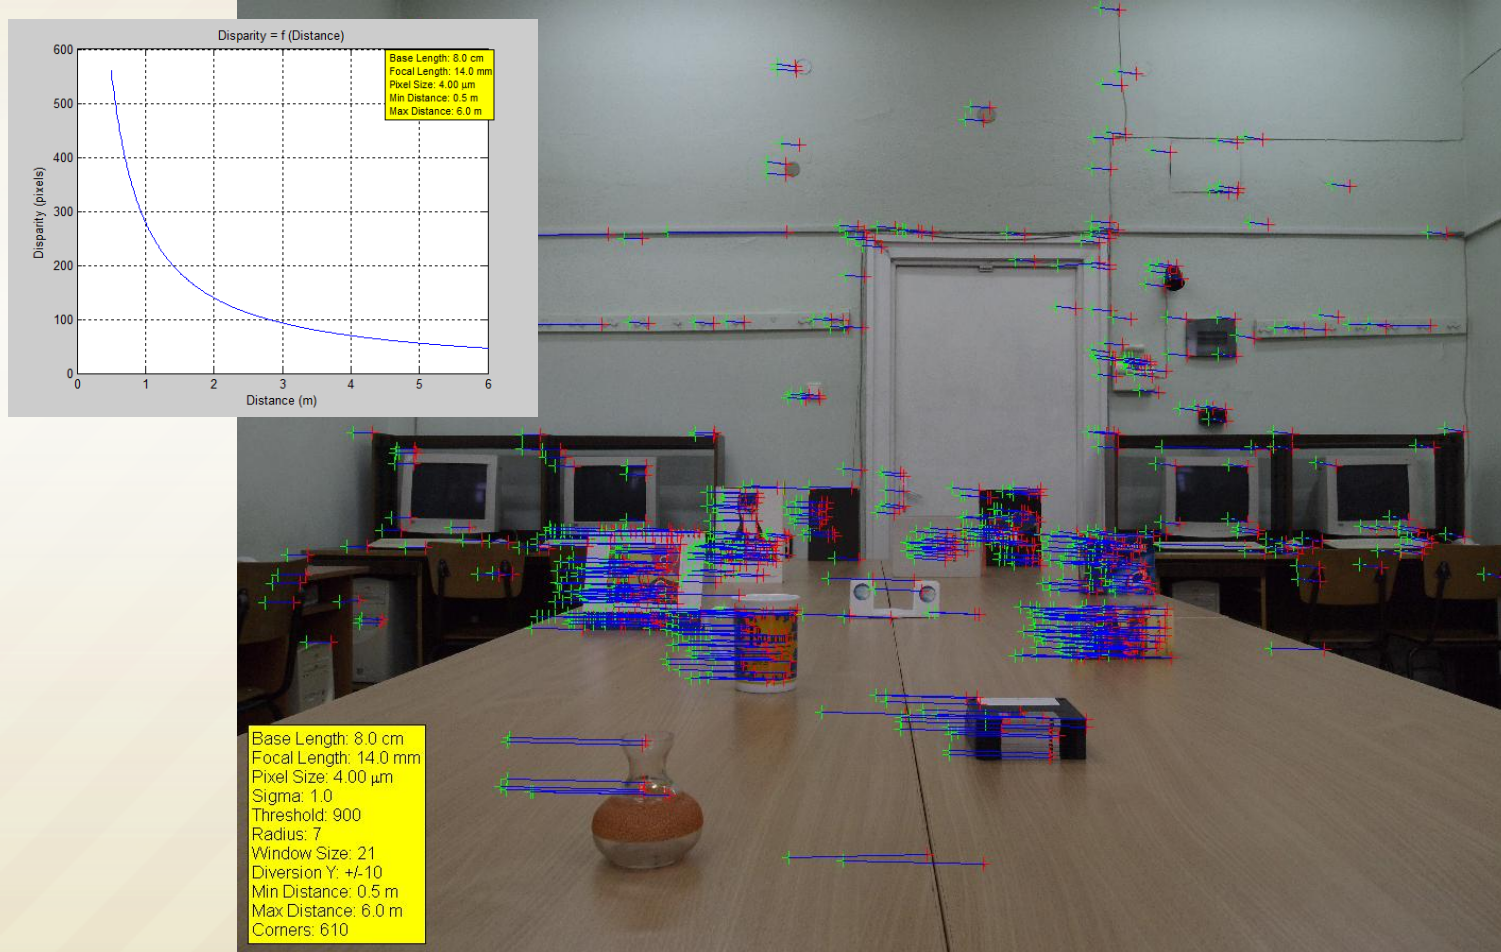 Disparity = f (Distance)
Base Length: 8.0 cm
Focal Length: 14.0 mm
Pixel Size: 4.00 μm
Min Distance: 0.5 m
Max Distance: 6.0 m
600
500
400
300
200
100
0
Disparity (pixels)
0 1 2 3 4 5 6
Distance (m)
Base Length: 8.0 cm
Focal Length: 14.0 mm
Pixel Size: 4.00 μm
Sigma: 1.0
Threshold: 900
Radius: 7
Window Size: 21
Diversion Y: +/-10
Min Distance: 0.5 m
Max Distance: 6.0 m
Corners: 610